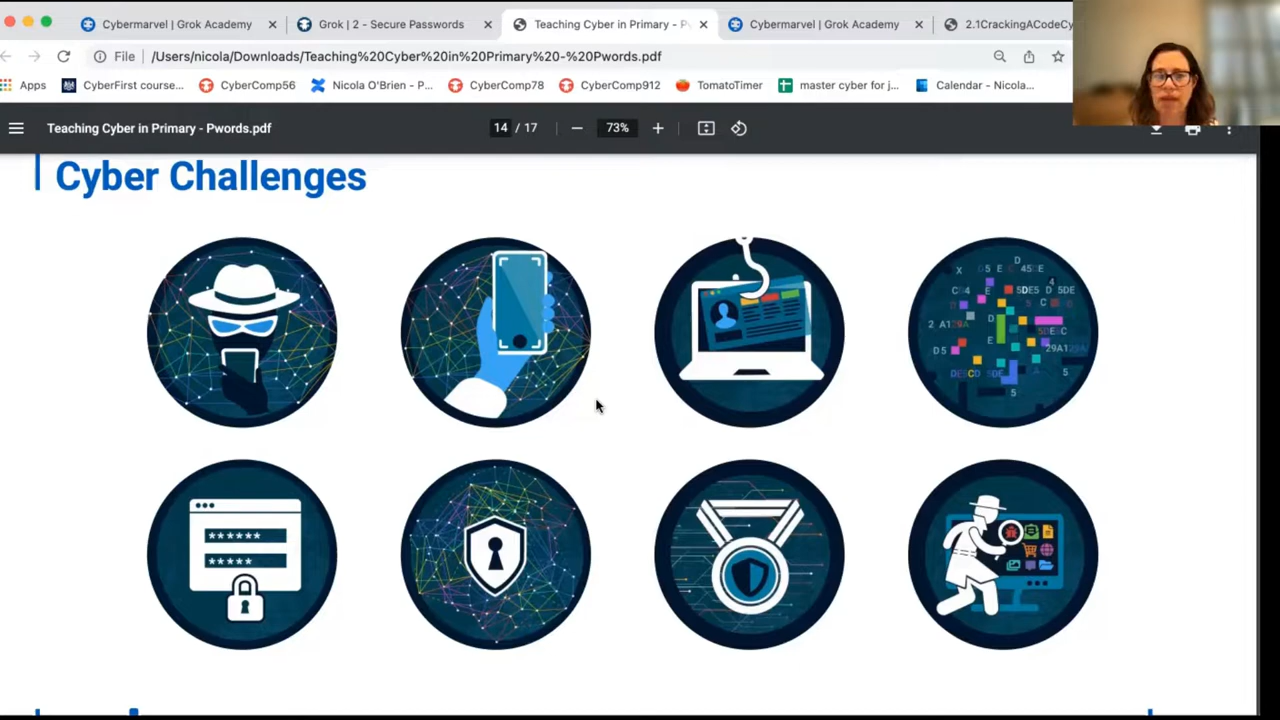 Cybermarvel | Grok Academy
Grok | 2 - Secure Passwords
Teaching Cyber in Primary - P
Cybermarvel | Grok Academy
2.1CrackingACodeCy
File
/Users/nicola/Downloads/Teaching%20Cyber%20in%20Primary%20-%20Pwords.pdf
Apps
CyberFirst course...
CyberComp56
Nicola O'Brien - P...
CyberComp78
CyberComp912
TomatoTimer
master cyber for j...
Calendar - Nicola...
Teaching Cyber in Primary - Pwords.pdf
14 / 17
73%
Cyber Challenges
******
*****